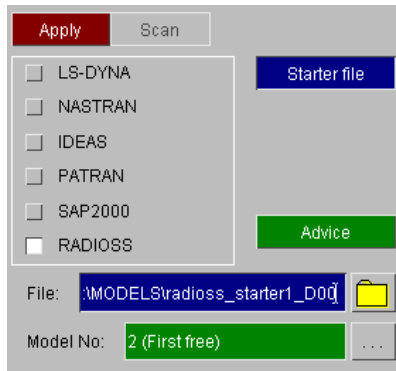 Apply Scan
LS-DYNA Starter file
NASTRAN
IDEAS
PATRAN
SAP2000 Advice
RADIOSS
File: :\MODELS\radioss_starter1_D00
Model No: 2 (First free) ...